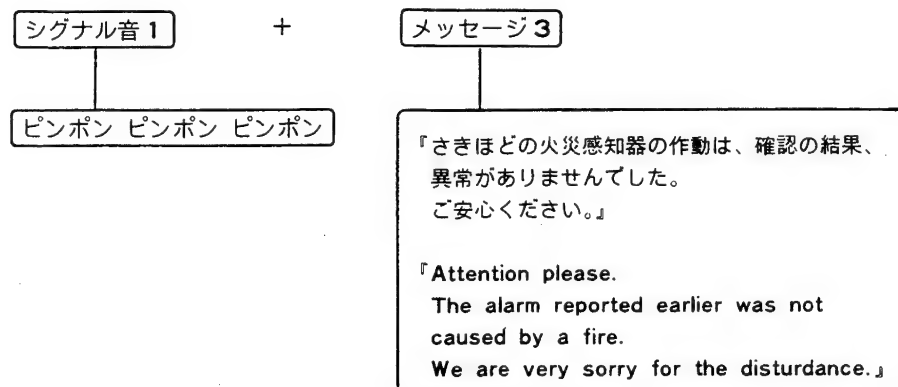 シグナル音1 + メッセージ3
ピンポン ピンポン ピンポン
『さきほどの火災感知器の作動は、確認の結果、
異常がありませんでした。
ご安心ください。』
『Attention please.
The alarm reported earlier was not
caused by a fire.
We are very sorry for the disturdance.』